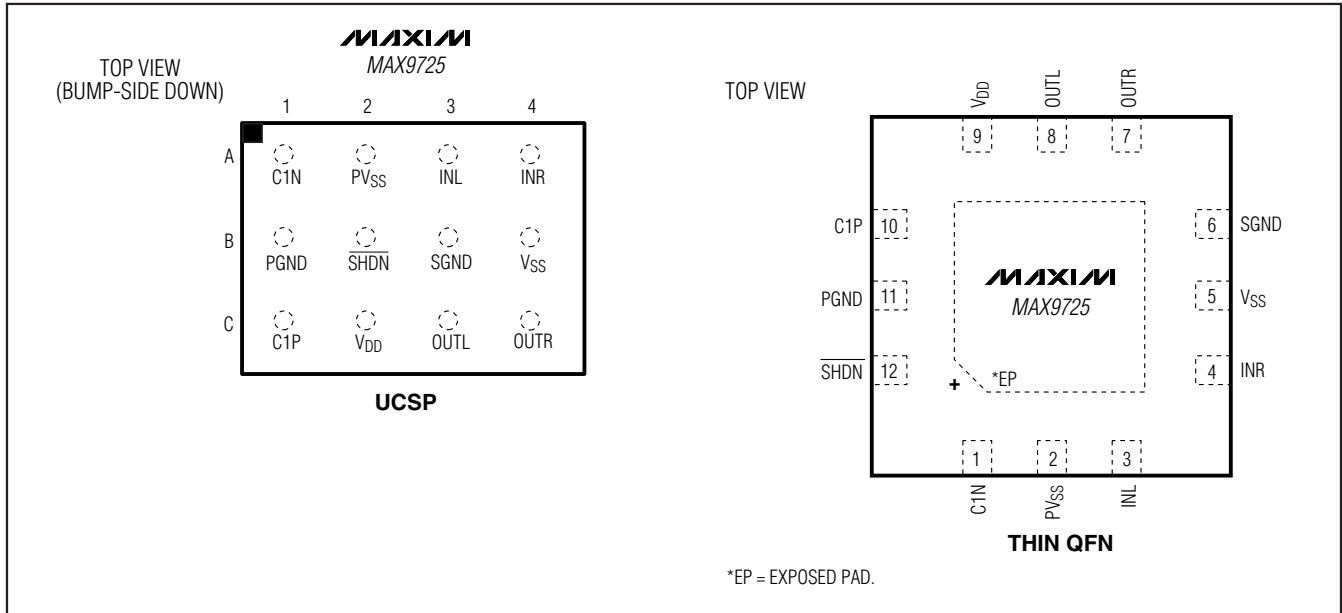 MAXIM
MAX9725
TOP VIEW
(BUMP-SIDE DOWN)
1 2 3 4
A
C1N PVSS INL INR
B
PGND SHDN SGND VSS
C
C1P VDD OUTL OUTR
UCSP
TOP VIEW
VDD OUTL OUTR
9 8 7
C1P 10 6 SGND
PGND 11 5 VSS
SHDN 12 4 INR
MAXIM
MAX9725
+ *EP
1 2 3
C1N PVSS INL
THIN QFN
*EP = EXPOSED PAD.